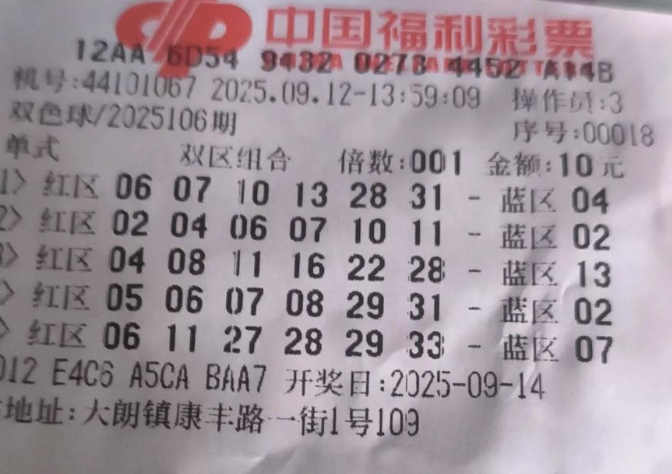 中国福利彩票
12AA 6D54 9432 0273 4452 A14B
机号:44101067 2025.09.12-13:59:09 操作员:3
双色球/2025106期 序号:00018
单式 双区组合 倍数:001 金额:10元
1> 红区 06 07 10 13 28 31 - 蓝区 04
2> 红区 02 04 06 07 10 11 - 蓝区 02
3> 红区 04 08 11 16 22 28 - 蓝区 13
> 红区 05 06 07 08 29 31 - 蓝区 02
> 红区 06 11 27 28 29 33 - 蓝区 07
012 E4C6 A5CA BAA7 开奖日:2025-09-14
地址:大朗镇康丰路一街1号109